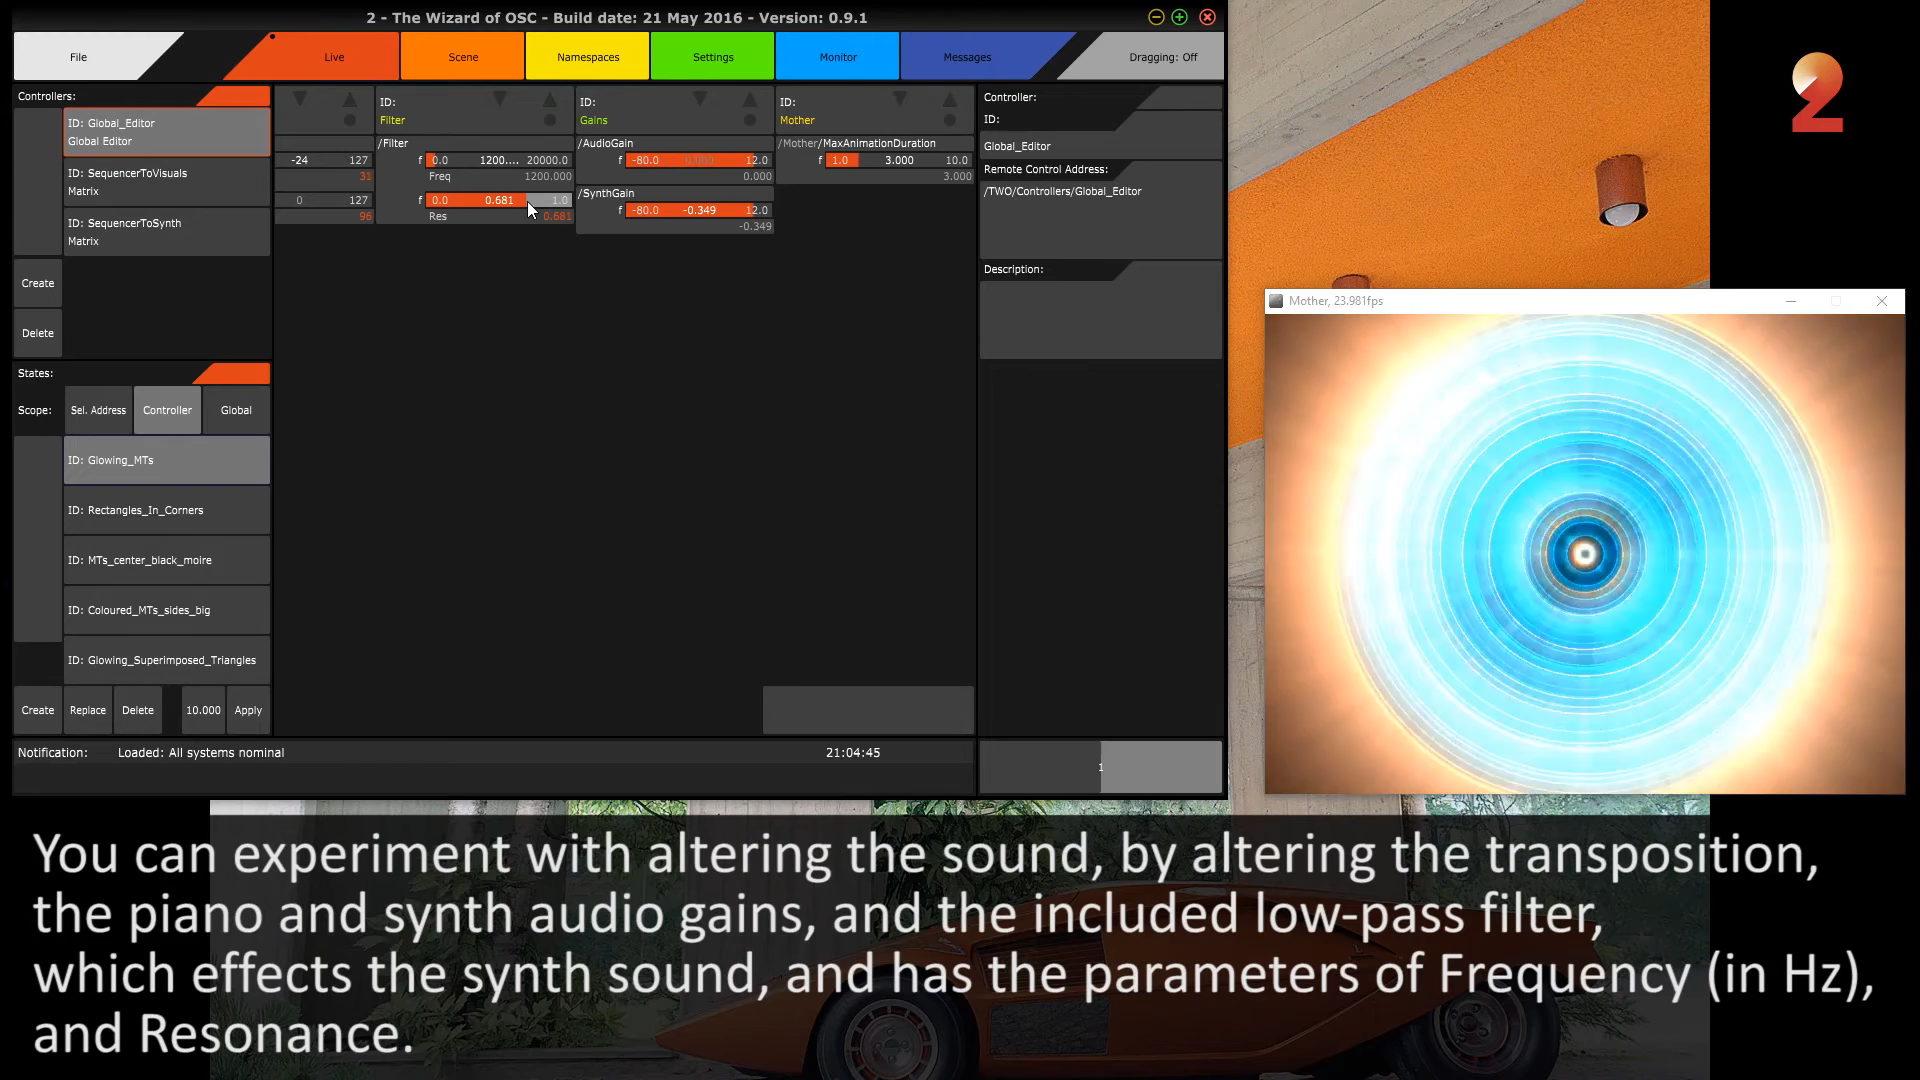 2 - The Wizard of OSC - Build date: 21 May 2016 - Version: 0.9.1
File
Live
Scene
Namespaces
Settings
Monitor
Messages
Dragging: Off
Controllers:
ID: Global_Editor
Global Editor
ID: SequencerToVisuals
Matrix
ID: SequencerToSynth
Matrix
Create
Delete
States:
Scope:
Sel. Address
Controller
Global
ID: Glowing_MTs
ID: Rectangles_In_Corners
ID: MTs_center_black_moire
ID: Coloured_MTs_sides_big
ID: Glowing_Superimposed_Triangles
Create
Replace
Delete
10.000
Apply
-24 127
31
0 127
96
ID:
Filter
/Filter
f 0.0 1200.... 20000.0
Freq 1200.000
f 0.0 0.681 1.0
Res 0.681
ID:
Gains
/AudioGain
f -80.0 0.000 12.0
0.000
/SynthGain
f -80.0 -0.349 12.0
-0.349
ID:
Mother
/Mother/MaxAnimationDuration
f 1.0 3.000 10.0
3.000
Controller:
ID:
Global_Editor
Remote Control Address:
/TWO/Controllers/Global_Editor
Description:
Notification: Loaded: All systems nominal 21:04:45
1
2
Mother, 23.981fps
You can experiment with altering the sound, by altering the transposition,
the piano and synth audio gains, and the included low-pass filter,
which effects the synth sound, and has the parameters of Frequency (in Hz),
and Resonance.